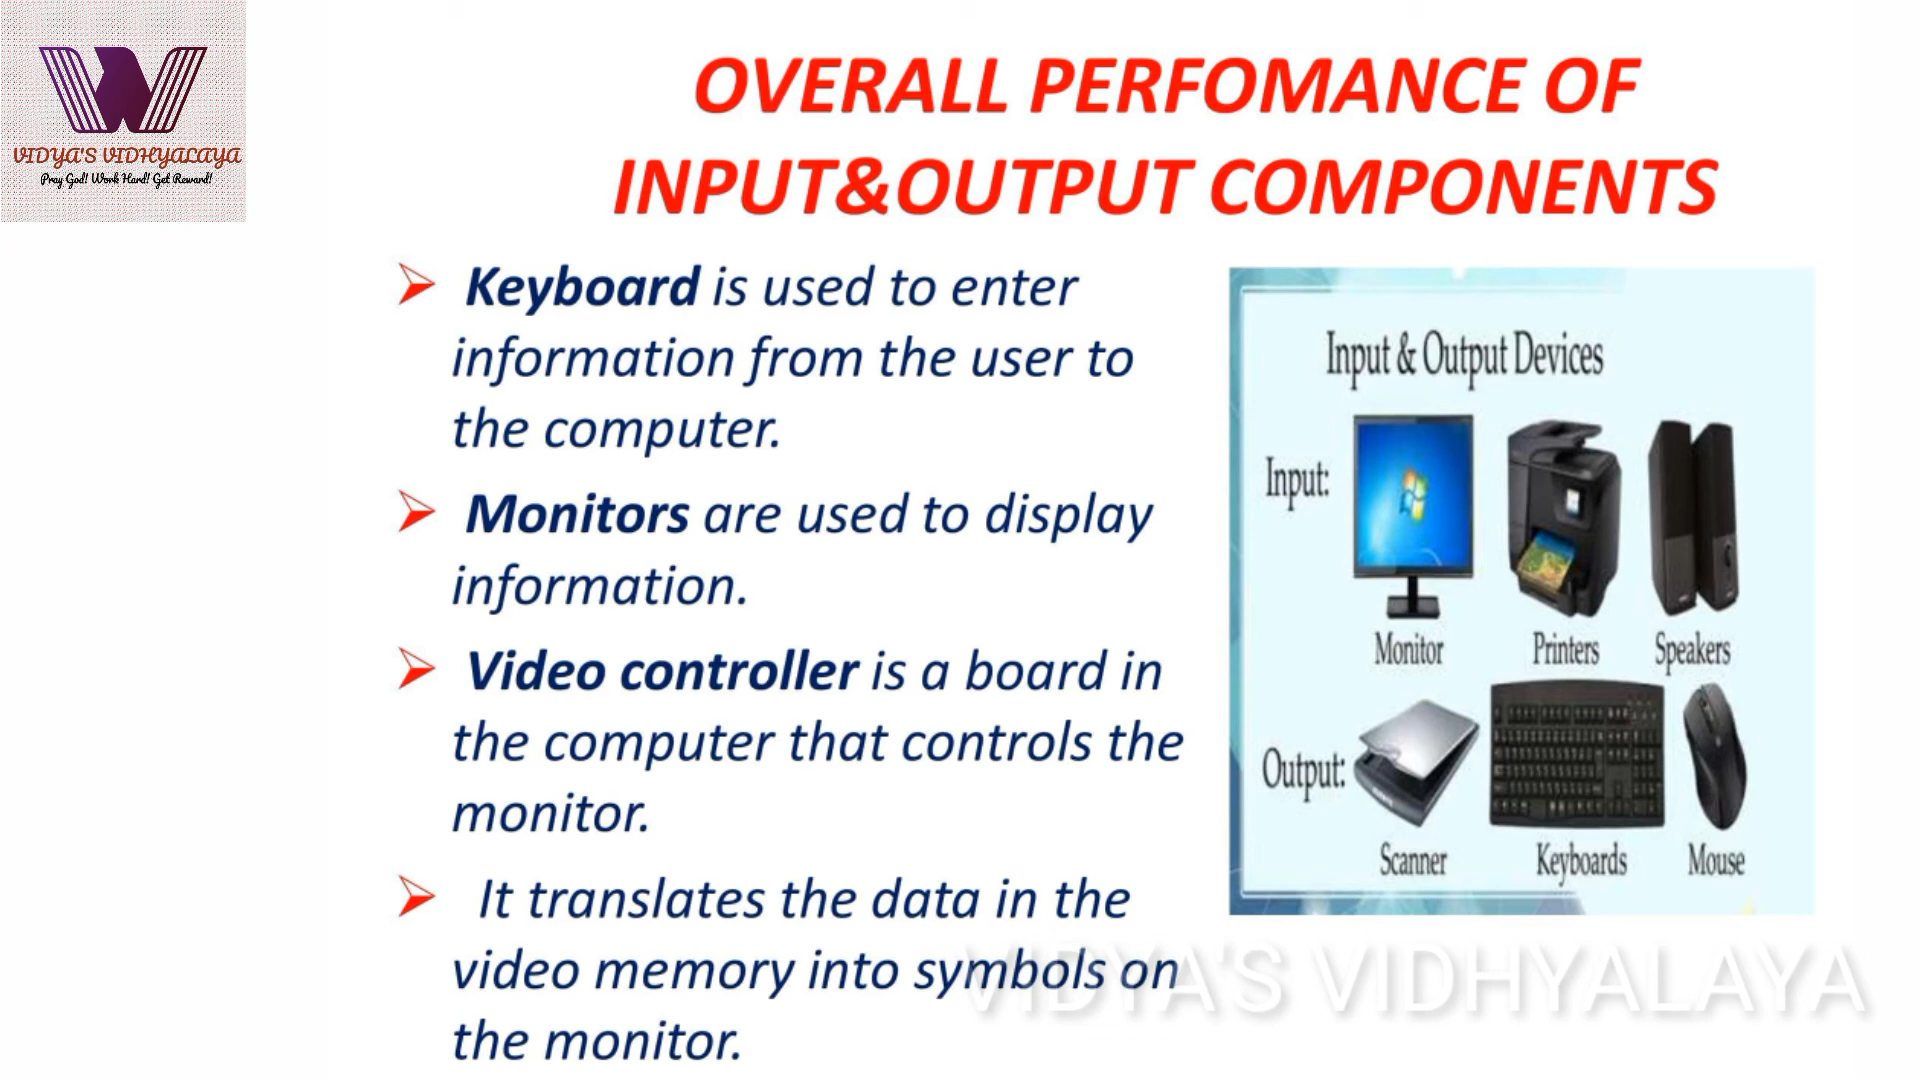 VIDYA'S VIDHYALAYA
Pray God! Work Hard! Get Reward!
OVERALL PERFOMANCE OF
INPUT&OUTPUT COMPONENTS
Keyboard is used to enter
information from the user to
the computer.
Monitors are used to display
information.
Video controller is a board in
the computer that controls the
monitor.
It translates the data in the
video memory into symbols on
the monitor.
Input & Output Devices
Input:
Monitor Printers Speakers
Output:
Scanner Keyboards Mouse
VIDYA'S VIDHYALAYA